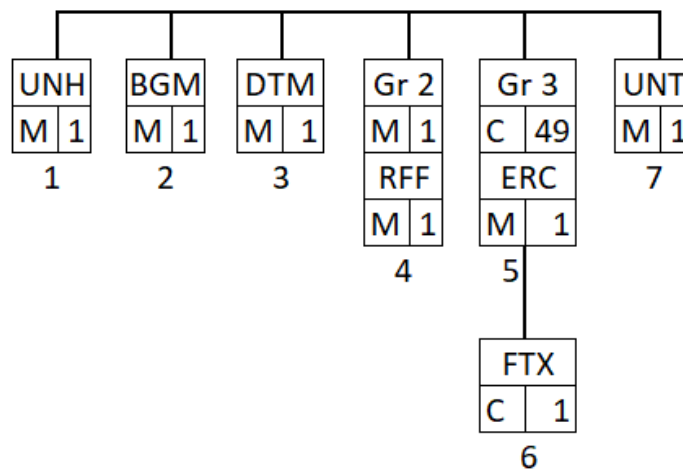 UNH BGM DTM Gr 2 Gr 3 UNT
M 1 M 1 M 1 M 1 C 49 M 1
1 2 3 RFF ERC 7
M 1 M 1
4 5
FTX
C 1
6